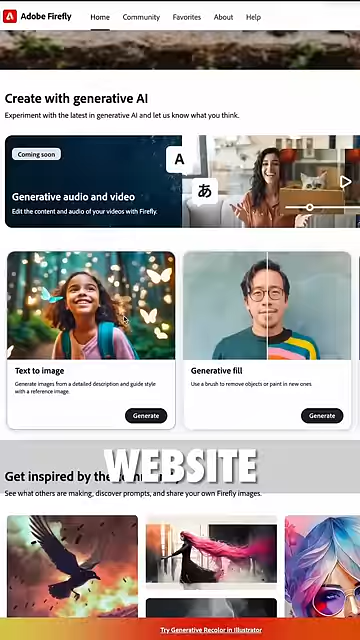 Adobe Firefly Home Community Favorites About Help
Create with generative AI
Experiment with the latest in generative AI and let us know what you think.
Coming soon
A
あ
Generative audio and video
Edit the content and audio of your videos with Firefly.
Text to image
Generate images from a detailed description and guide style
with a reference image.
Generate
Generative fill
Use a brush to remove objects or paint in new ones
Generate
WEBSITE
Get inspired by the
See what others are making, discover prompts, and share your own Firefly images.
Try Generative Recolor in Illustrator